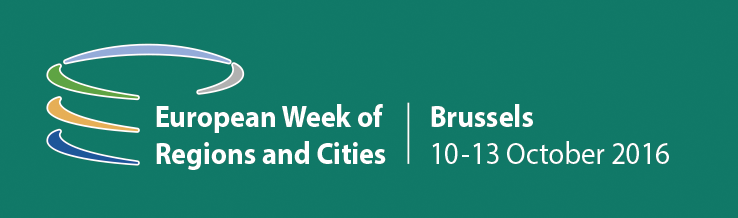 European Week of
Regions and Cities
Brussels
10-13 October 2016